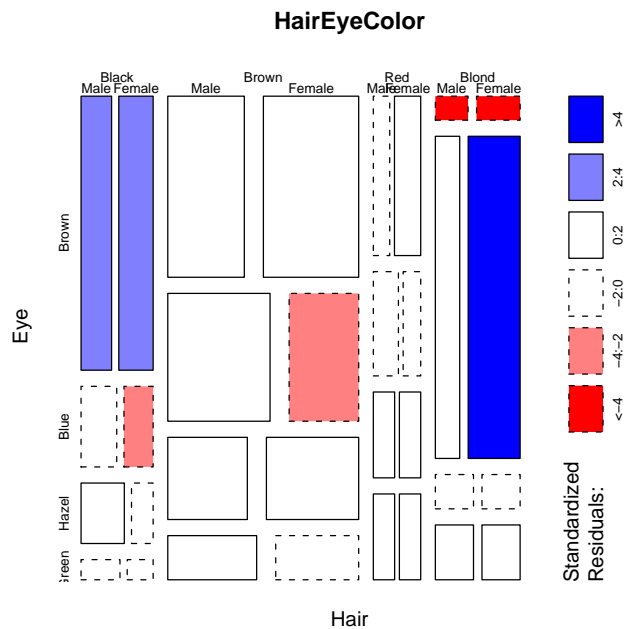 HairEyeColor
Black Brown Red Blond
Male Female Male Female Male Female Male Female
Brown
Blue
Hazel
Green
Eye
Hair
>4
2:4
0:2
−2:0
−4:−2
<−4
Standardized
Residuals: